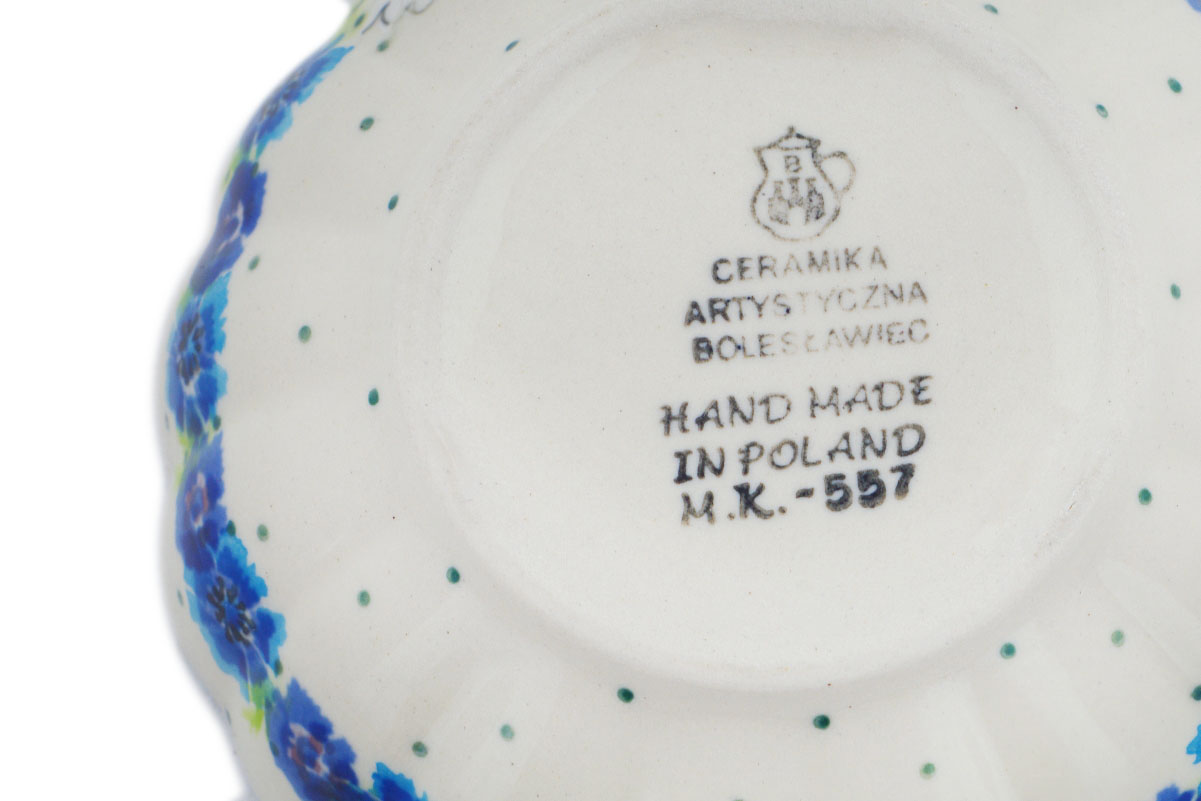 B
CERAMIKA
ARTYSTYCZNA
BOLESŁAWIEC
HAND MADE
IN POLAND
M.K.-557